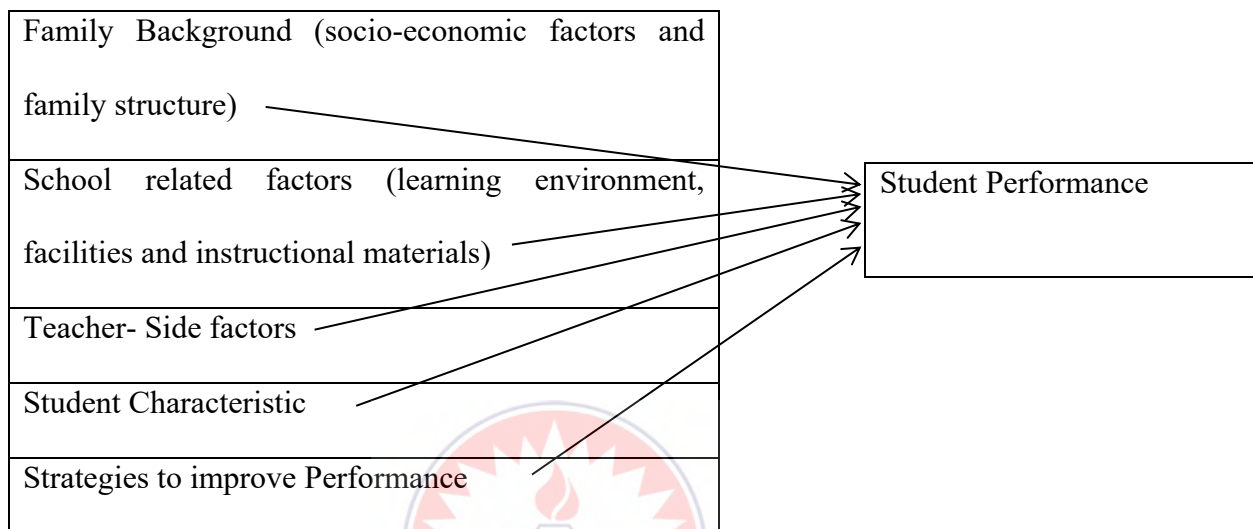 Family Background (socio-economic factors and
family structure)
School related factors (learning environment,
facilities and instructional materials)
Teacher- Side factors
Student Characteristic
Strategies to improve Performance
Student Performance